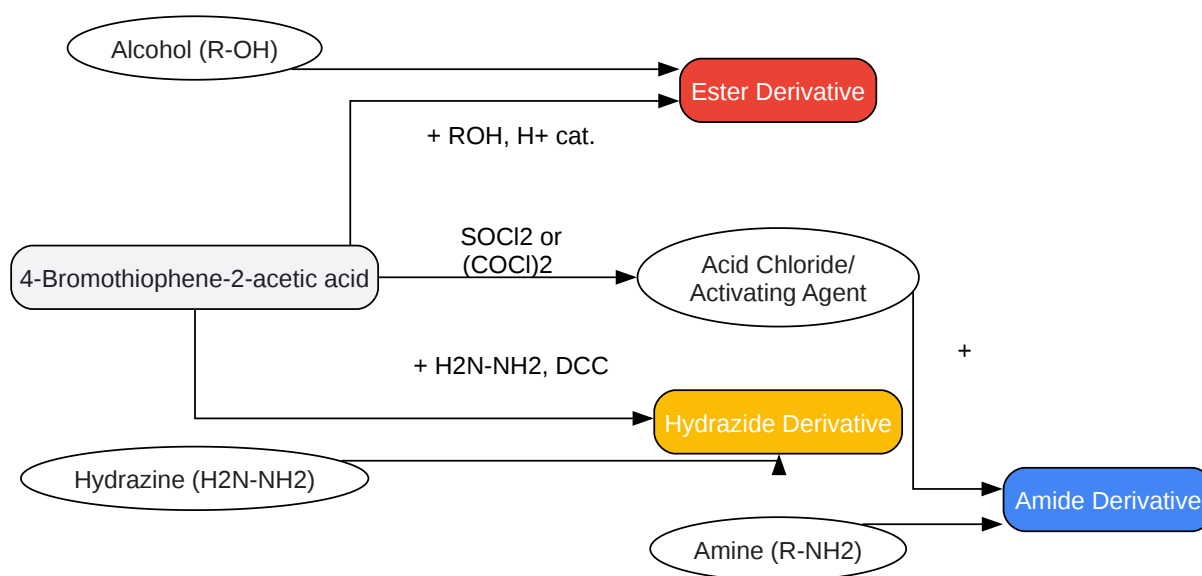 Alcohol (R-OH)
Ester Derivative
+ ROH, H+ cat.
SOCl2 or
(COCl)2
4-Bromothiophene-2-acetic acid
Acid Chloride/
Activating Agent
+
+ H2N-NH2, DCC
Hydrazide Derivative
Hydrazine (H2N-NH2)
Amide Derivative
Amine (R-NH2)